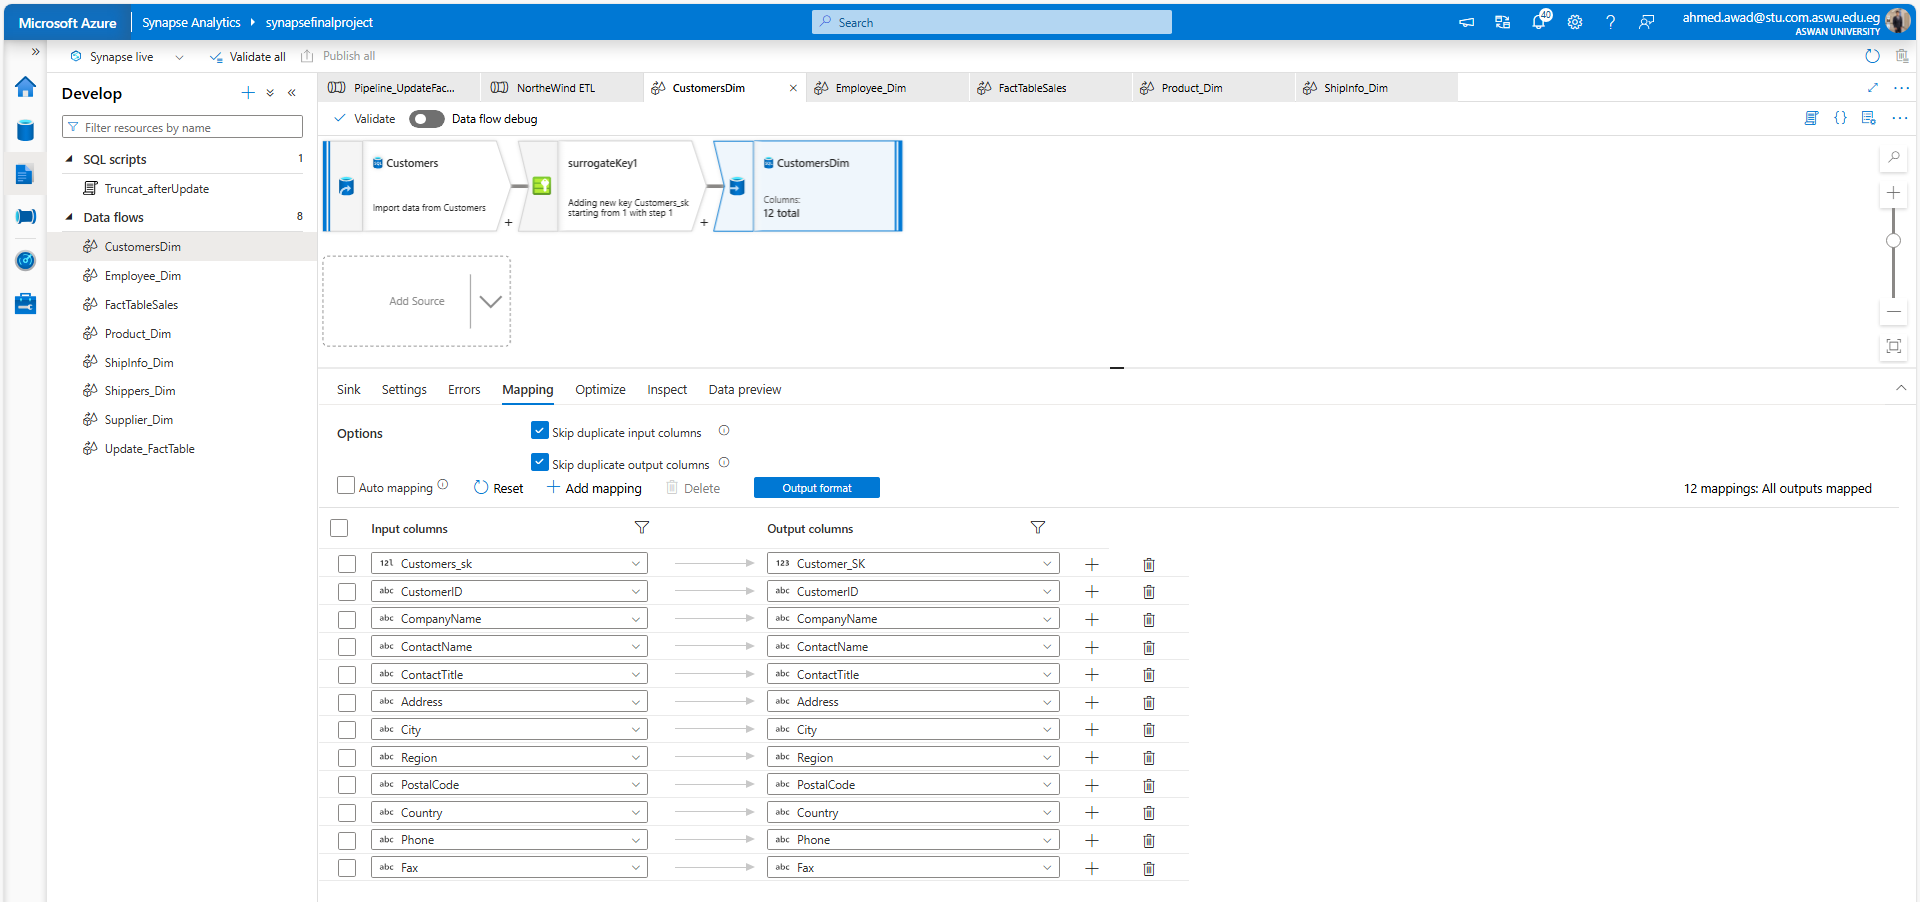 Microsoft Azure
Synapse Analytics
synapsefinalproject
Search
40
ahmed.awad@stu.com.aswu.edu.eg
ASWAN UNIVERSITY
Synapse live
Validate all
Publish all
Develop
Filter resources by name
SQL scripts 1
Truncat_afterUpdate
Data flows 8
CustomersDim
Employee_Dim
FactTableSales
Product_Dim
ShipInfo_Dim
Shippers_Dim
Supplier_Dim
Update_FactTable
Pipeline_UpdateFac...
NortheWind ETL
CustomersDim
Employee_Dim
FactTableSales
Product_Dim
ShipInfo_Dim
Validate
Data flow debug
Customers
Import data from Customers
surrogateKey1
Adding new key Customers_sk
starting from 1 with step 1
CustomersDim
Columns:
12 total
Add Source
Sink Settings Errors Mapping Optimize Inspect Data preview
Options
Skip duplicate input columns
Skip duplicate output columns
Auto mapping
Reset
Add mapping
Delete
Output format
12 mappings: All outputs mapped
Input columns Output columns
12l Customers_sk 123 Customer_SK
abc CustomerID abc CustomerID
abc CompanyName abc CompanyName
abc ContactName abc ContactName
abc ContactTitle abc ContactTitle
abc Address abc Address
abc City abc City
abc Region abc Region
abc PostalCode abc PostalCode
abc Country abc Country
abc Phone abc Phone
abc Fax abc Fax